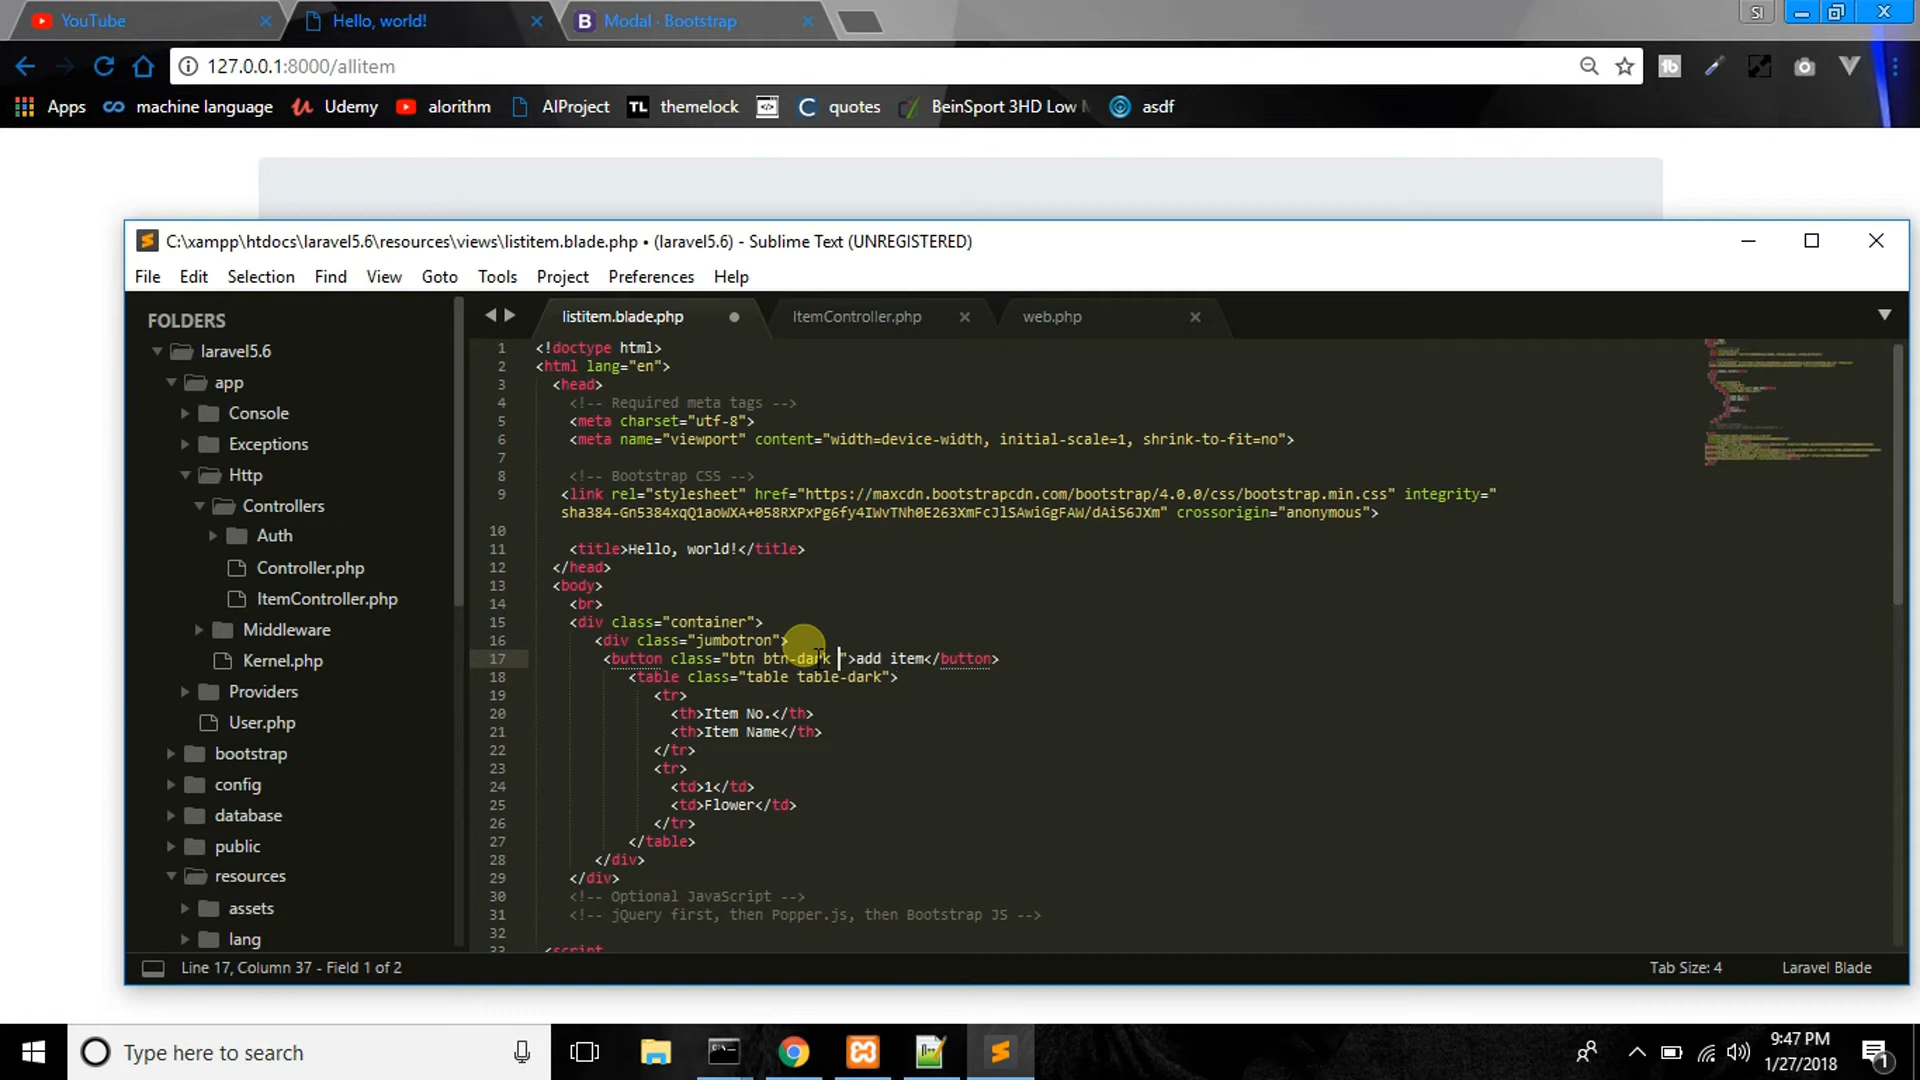 YouTube
Hello, world!
B Modal · Bootstrap
SI
127.0.0.1:8000/allitem
Apps
machine language
Udemy
alorithm
AIProject
TL themelock
quotes
BeinSport 3HD Low
asdf
C:\xampp\htdocs\laravel5.6\resources\views\listitem.blade.php • (laravel5.6) - Sublime Text (UNREGISTERED)
File Edit Selection Find View Goto Tools Project Preferences Help
FOLDERS
laravel5.6
app
Console
Exceptions
Http
Controllers
Auth
Controller.php
ItemController.php
Middleware
Kernel.php
Providers
User.php
bootstrap
config
database
public
resources
assets
lang
listitem.blade.php
ItemController.php
web.php
1 <!doctype html>
2 <html lang="en">
3 <head>
4 <!-- Required meta tags -->
5 <meta charset="utf-8">
6 <meta name="viewport" content="width=device-width, initial-scale=1, shrink-to-fit=no">
7
8 <!-- Bootstrap CSS -->
9 <link rel="stylesheet" href="https://maxcdn.bootstrapcdn.com/bootstrap/4.0.0/css/bootstrap.min.css" integrity="
sha384-Gn5384xqQ1aoWXA+058RXPxPg6fy4IWvTNh0E263XmFcJlSAwiGgFAW/dAiS6JXm" crossorigin="anonymous">
10
11 <title>Hello, world!</title>
12 </head>
13 <body>
14 <br>
15 <div class="container">
16 <div class="jumbotron">
17 <button class="btn btn-dark ">add item</button>
18 <table class="table table-dark">
19 <tr>
20 <th>Item No.</th>
21 <th>Item Name</th>
22 </tr>
23 <tr>
24 <td>1</td>
25 <td>Flower</td>
26 </tr>
27 </table>
28 </div>
29 </div>
30 <!-- Optional JavaScript -->
31 <!-- jQuery first, then Popper.js, then Bootstrap JS -->
32
33 <script
Line 17, Column 37 - Field 1 of 2
Tab Size: 4
Laravel Blade
Type here to search
9:47 PM
1/27/2018
1